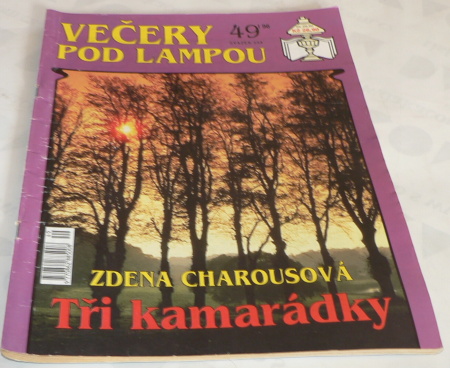 VEČERY
POD LAMPOU
49
ZDENA CHAROUSOVÁ
Tři kamarádky